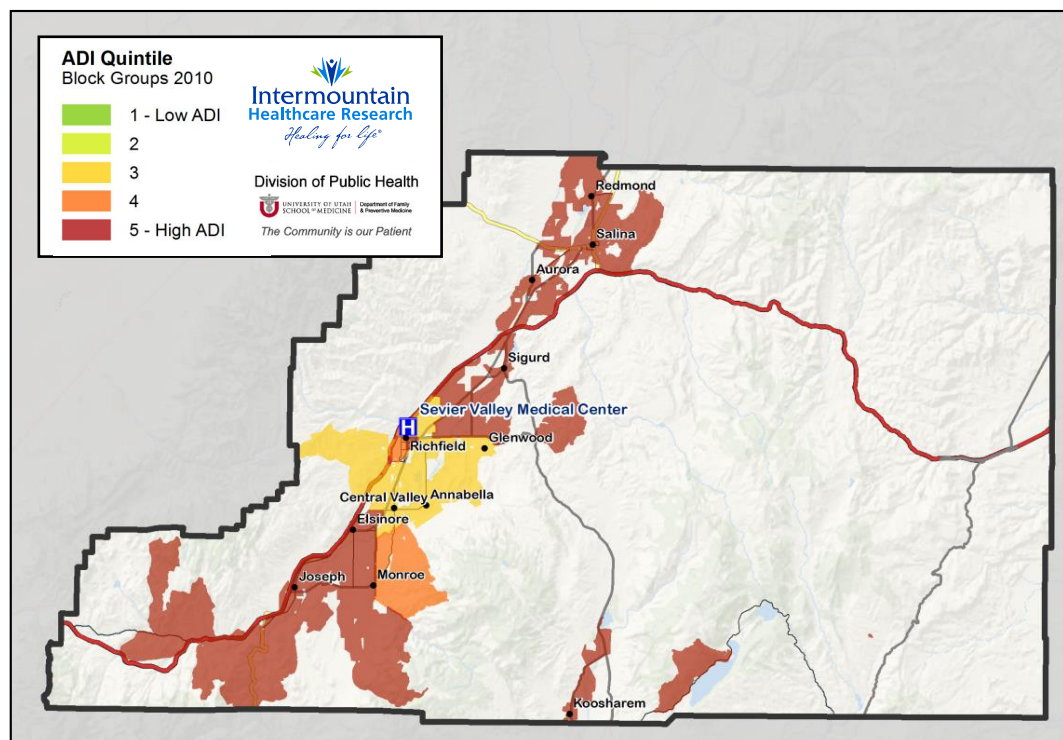 ADI Quintile
Block Groups 2010
1 - Low ADI
2
3
4
5 - High ADI
Intermountain
Healthcare Research
Healing for life®
Division of Public Health
UNIVERSITY OF UTAH
SCHOOL OF MEDICINE
Department of Family
& Preventive Medicine
The Community is our Patient
Redmond
Salina
Aurora
Sigurd
Sevier Valley Medical Center
H
Richfield
Glenwood
Central Valley
Annabella
Elsinore
Joseph
Monroe
Koosharem